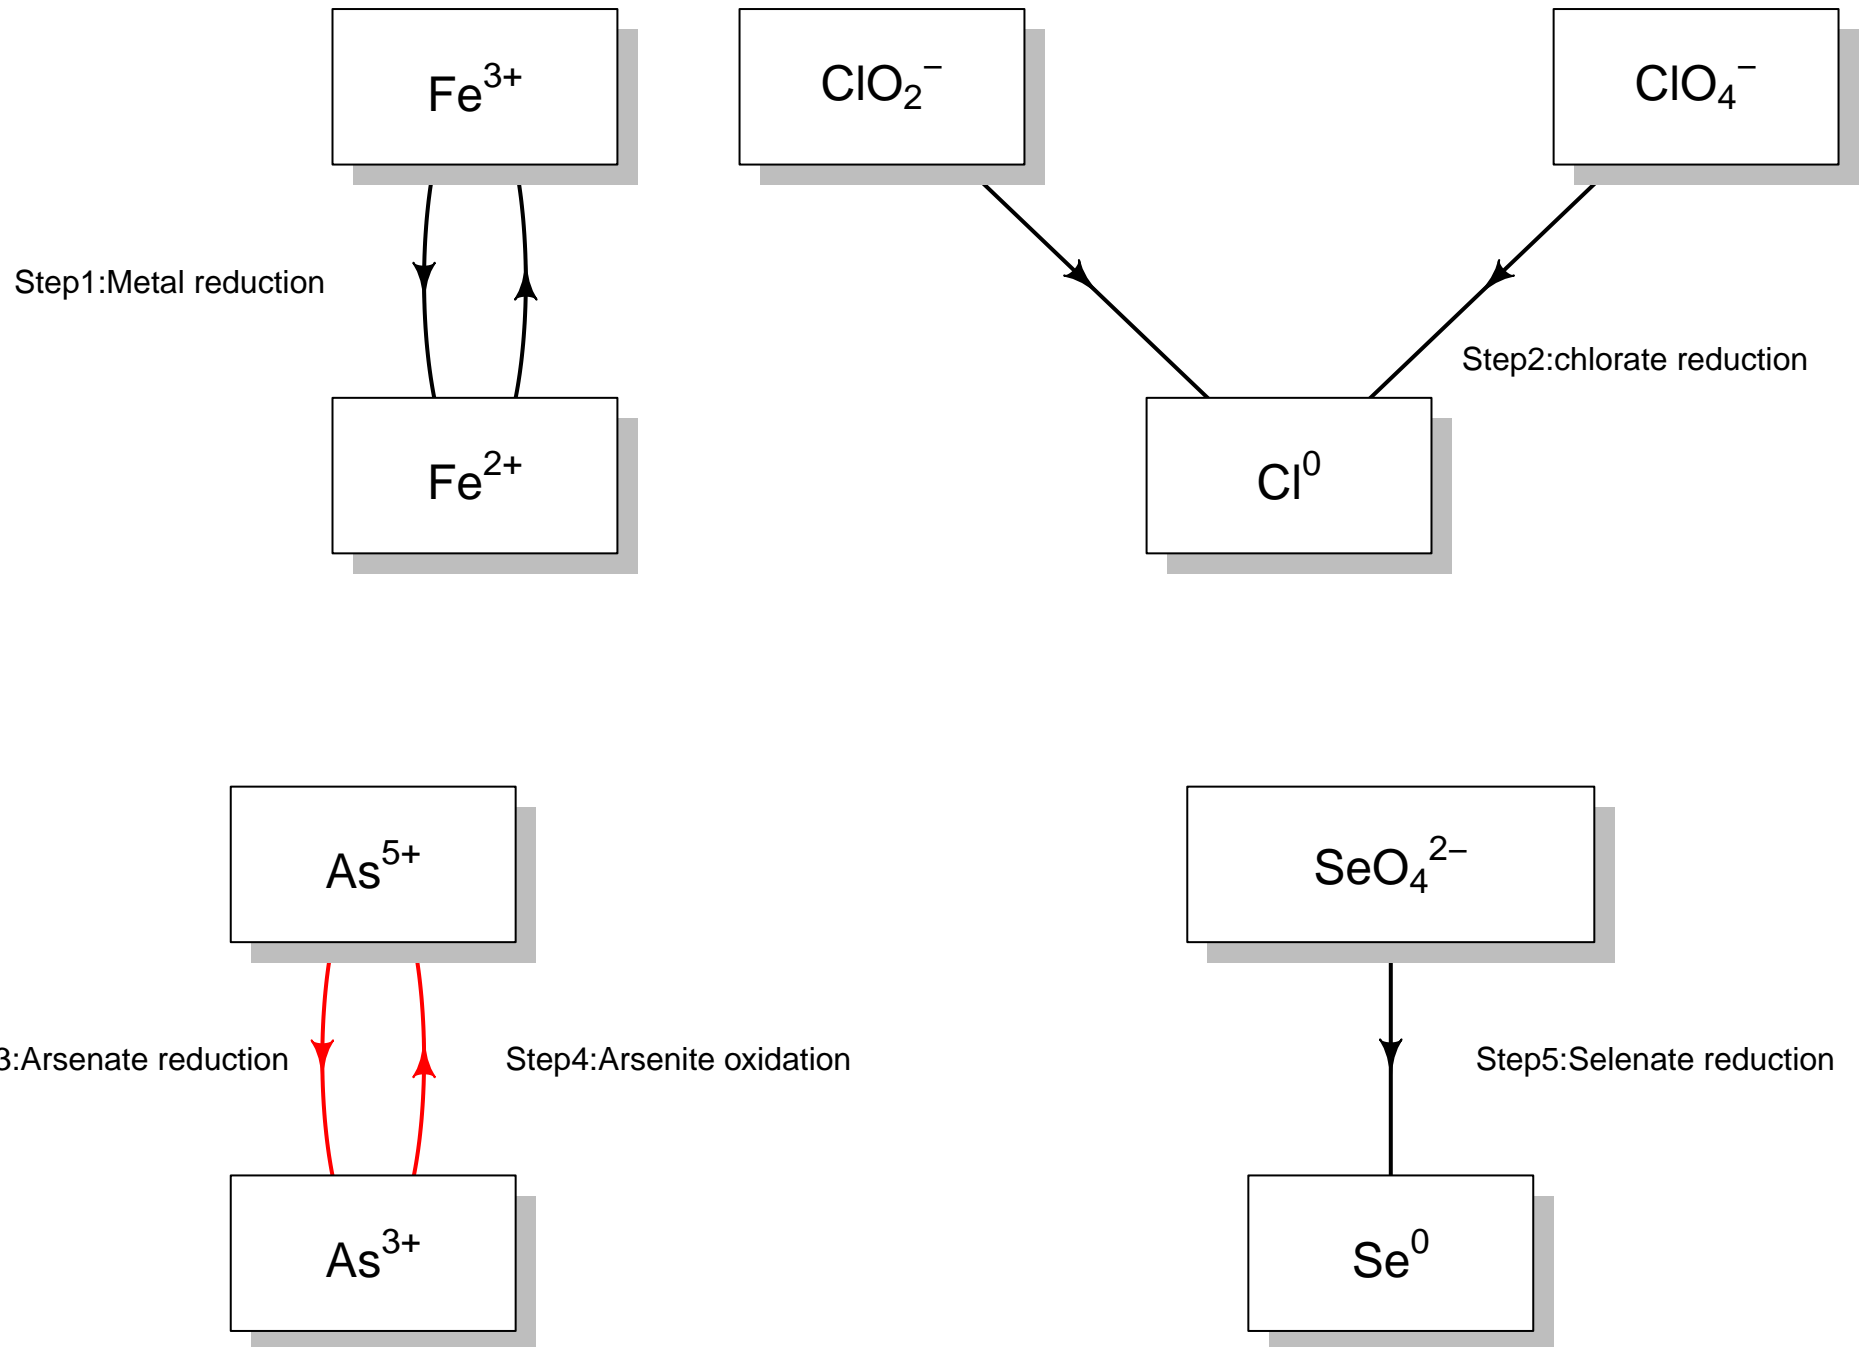 Fe³⁺
ClO₂⁻
ClO₄⁻
Step1:Metal reduction
Step2:chlorate reduction
Fe²⁺
Cl⁰
As⁵⁺
SeO₄²⁻
3:Arsenate reduction
Step4:Arsenite oxidation
Step5:Selenate reduction
As³⁺
Se⁰